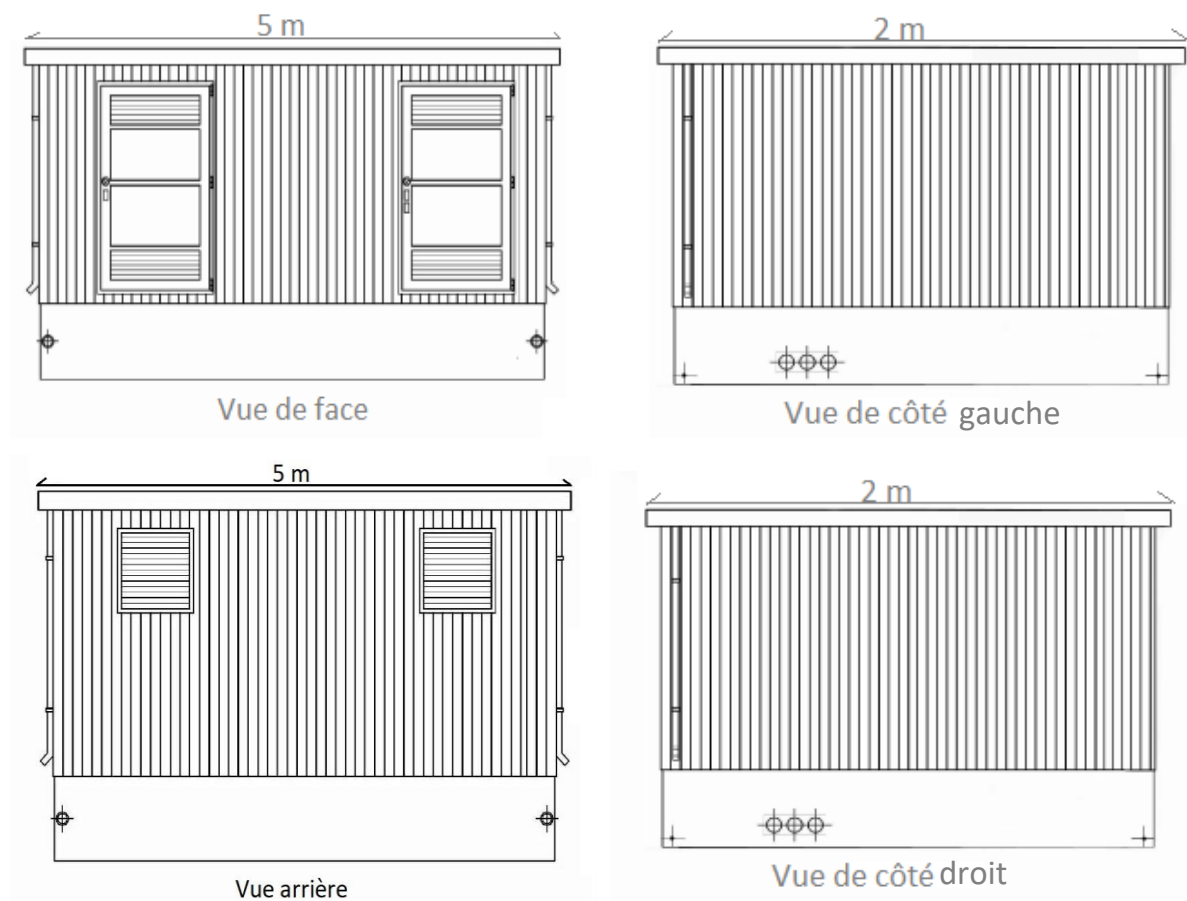 5 m
2 m
Vue de face
Vue de côté gauche
5 m
2 m
Vue arrière
Vue de côté droit